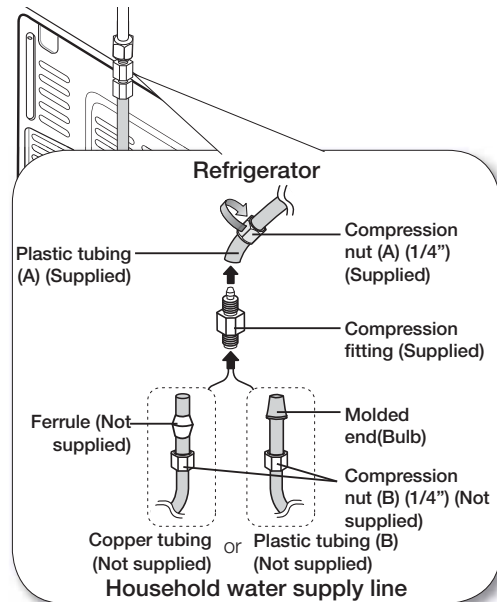 Refrigerator
Plastic tubing
(A) (Supplied)
Compression
nut (A) (1/4”)
(Supplied)
Compression
fitting (Supplied)
Ferrule (Not
supplied)
Molded
end(Bulb)
Compression
nut (B) (1/4”) (Not
supplied)
Copper tubing
(Not supplied)
or
Plastic tubing (B)
(Not supplied)
Household water supply line